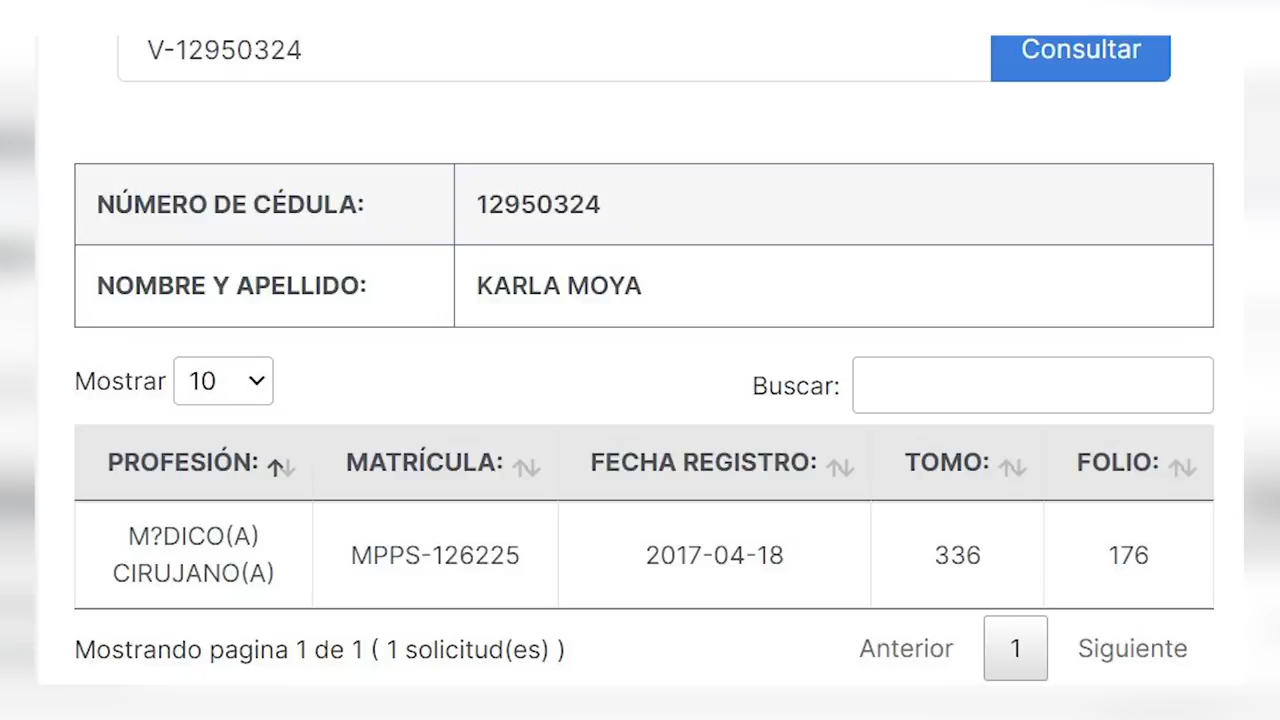 V-12950324 Consultar
NÚMERO DE CÉDULA: 12950324
NOMBRE Y APELLIDO: KARLA MOYA
Mostrar 10 Buscar:
PROFESIÓN: MATRÍCULA: FECHA REGISTRO: TOMO: FOLIO:
M?DICO(A)
CIRUJANO(A) MPPS-126225 2017-04-18 336 176
Mostrando pagina 1 de 1 ( 1 solicitud(es) ) Anterior 1 Siguiente